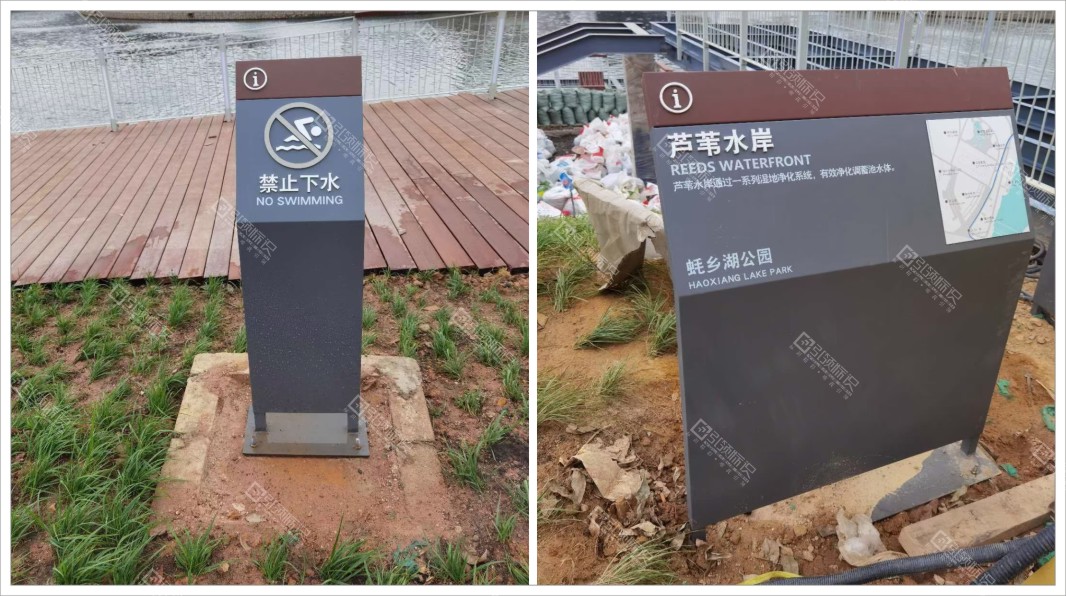 i
禁止下水
NO SWIMMING
i
芦苇水岸
REEDS WATERFRONT
芦苇水岸通过一系列湿地净化系统，有效净化调蓄池水体。
蚝乡湖公园
HAOXIANG LAKE PARK